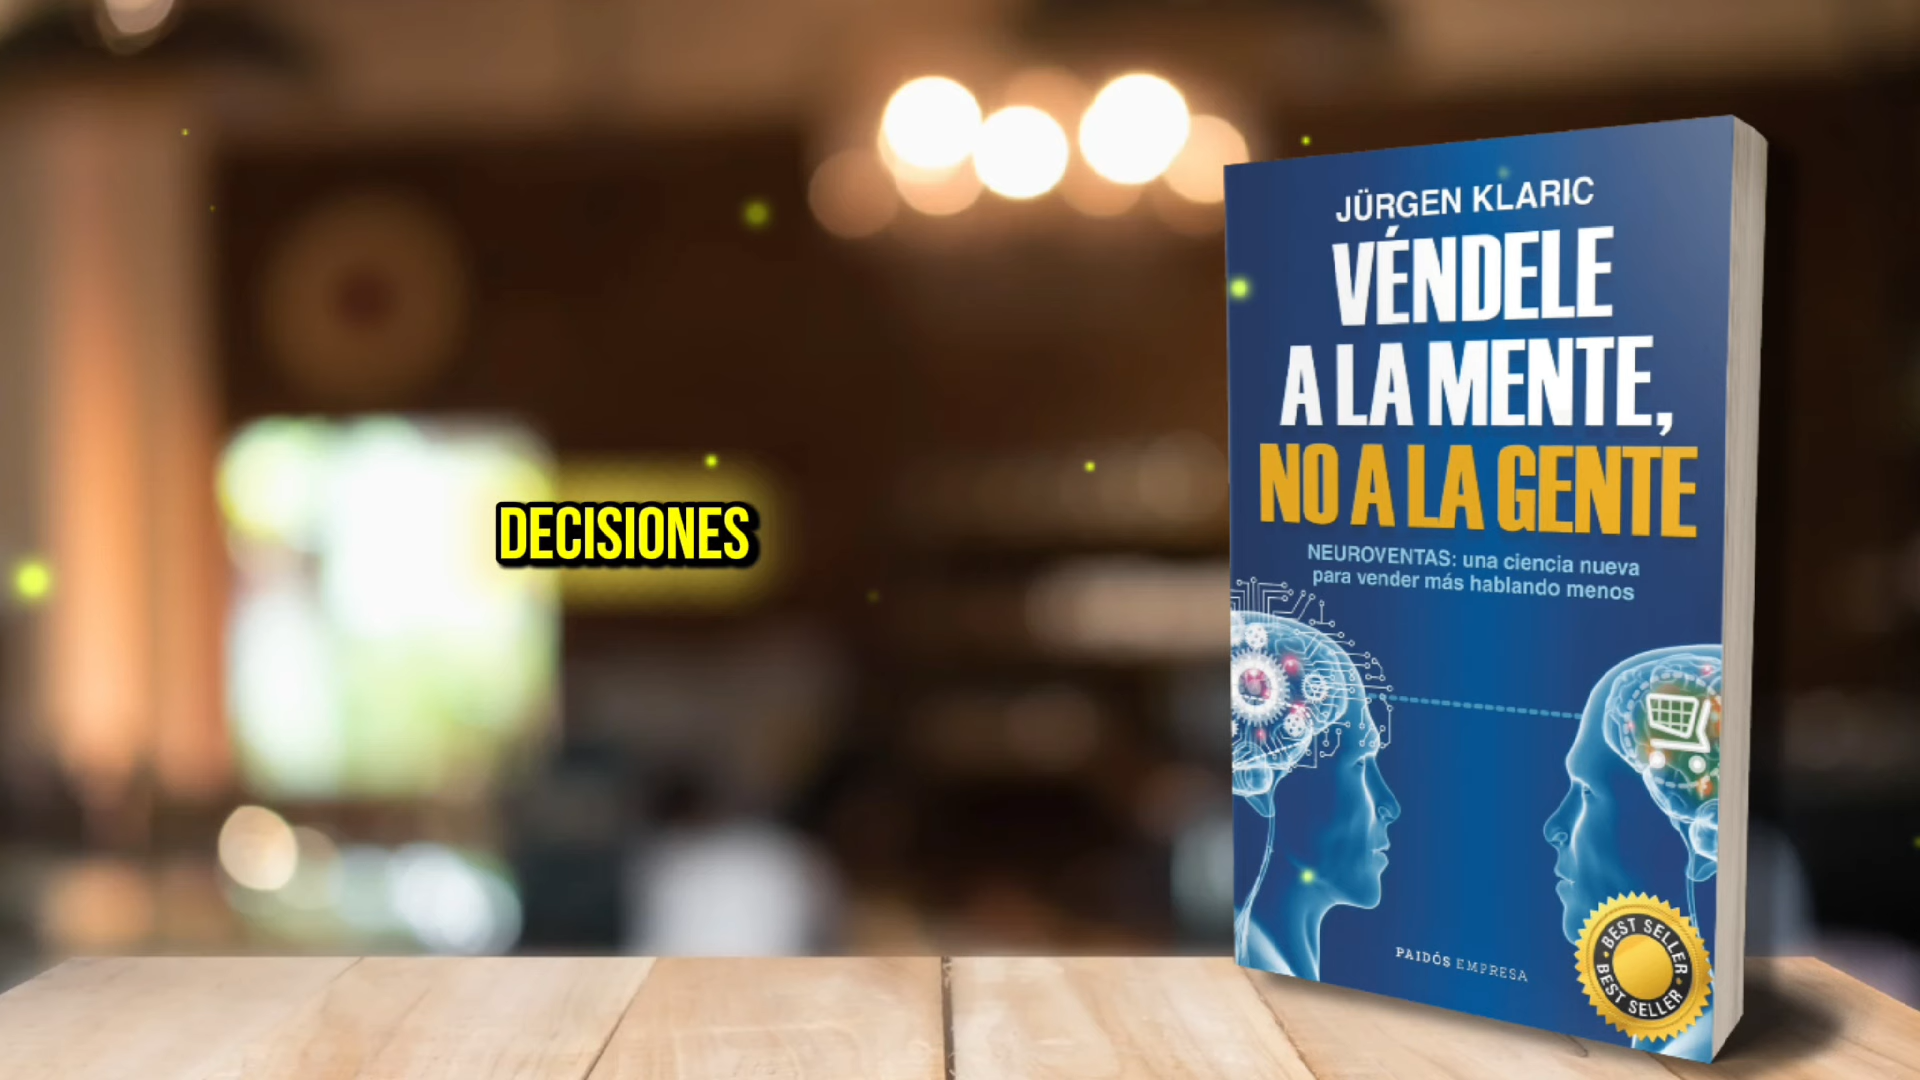 DECISIONES
JÜRGEN KLARIC
VÉNDELE
A LA MENTE,
NO A LA GENTE
NEUROVENTAS: una ciencia nueva
para vender más hablando menos
PAIDÓS EMPRESA
BEST SELLER
BEST SELLER